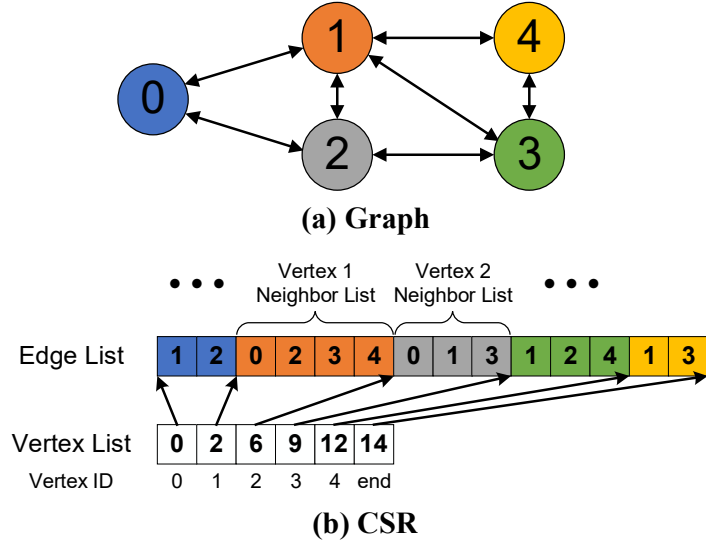 1 4
0
2 3
(a) Graph
Vertex 1 Vertex 2
Neighbor List Neighbor List
Edge List 1 2 0 2 3 4 0 1 3 1 2 4 1 3
Vertex List 0 2 6 9 12 14
Vertex ID 0 1 2 3 4 end
(b) CSR